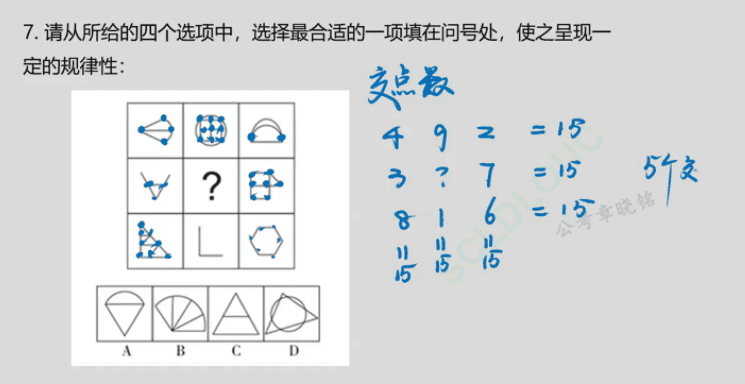 7. 请从所给的四个选项中，选择最合适的一项填在问号处，使之呈现一
定的规律性：
交点数
4 9 2 = 15
3 ? 7 = 15 5个交
8 1 6 = 15
॥ ॥ ॥
15 15 15
?
A B C D
公考章晓铭